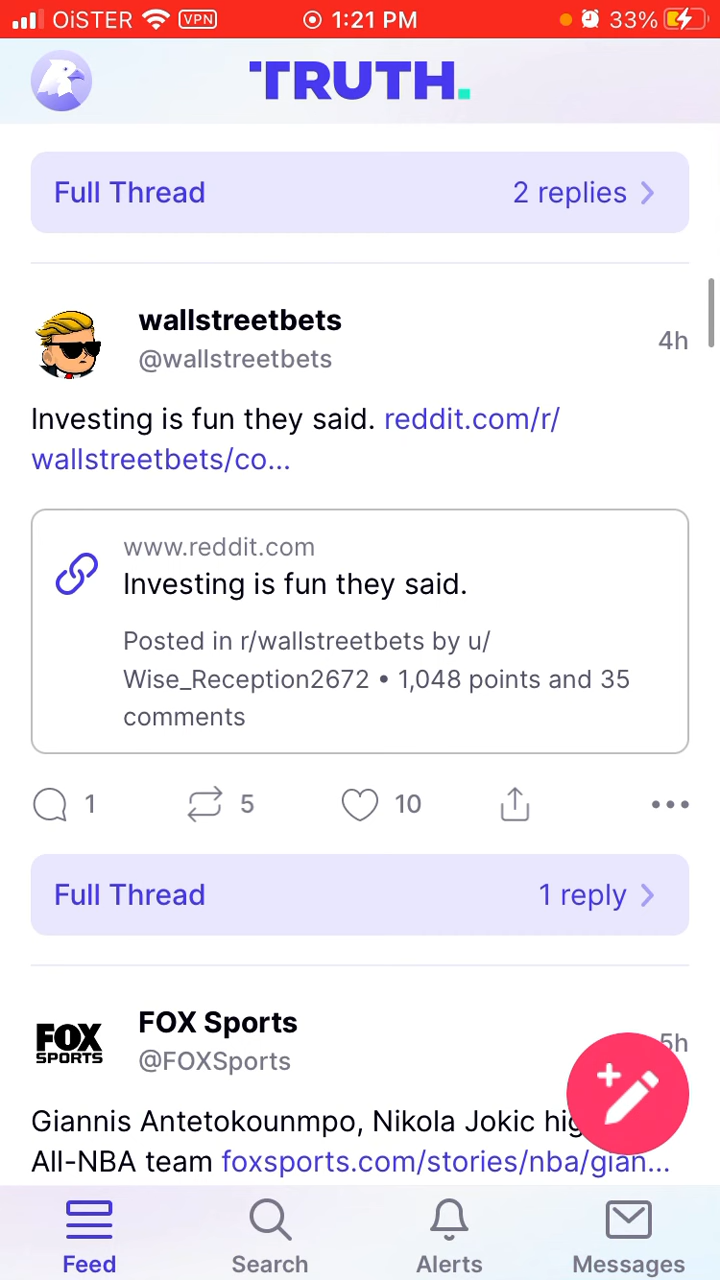 OiSTER VPN 1:21 PM 33%
TRUTH.
Full Thread 2 replies
wallstreetbets
@wallstreetbets 4h
Investing is fun they said. reddit.com/r/
wallstreetbets/co...
www.reddit.com
Investing is fun they said.
Posted in r/wallstreetbets by u/
Wise_Reception2672 • 1,048 points and 35
comments
1 5 10
Full Thread 1 reply
FOX SPORTS
FOX Sports
@FOXSports 5h
Giannis Antetokounmpo, Nikola Jokic
All-NBA team foxsports.com/stories/nba/gian...
Feed Search Alerts Messages